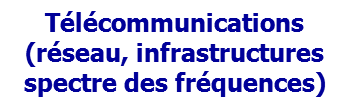 Télécommunications
(réseau, infrastructures
spectre des fréquences)